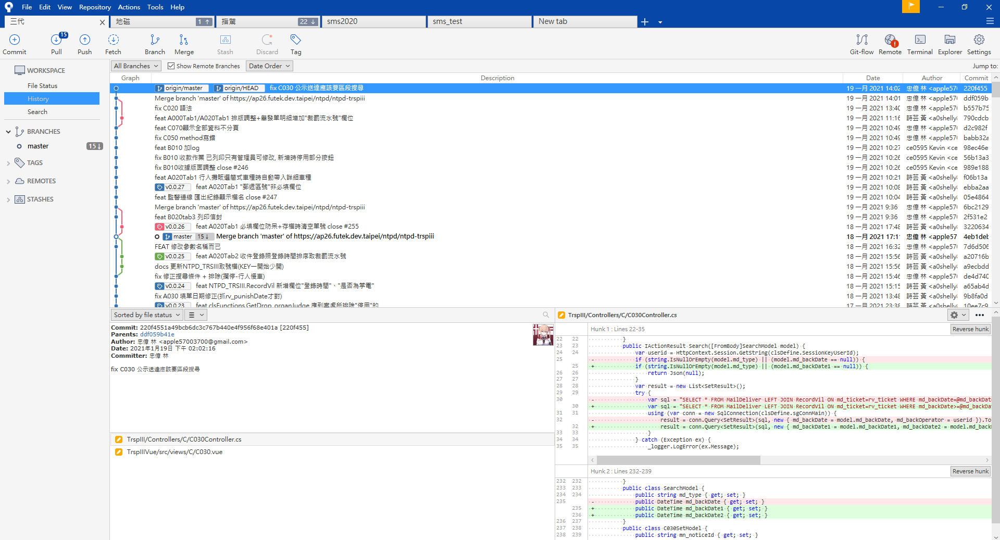 File Edit View Repository Actions Tools Help
三代 地磁 1 ↑ 指駕 22 ↓ sms2020 sms_test New tab
15
Commit Pull Push Fetch Branch Merge Stash Discard Tag Git-flow Remote Terminal Explorer Settings
WORKSPACE
File Status
History
Search
BRANCHES
master 15↓
TAGS
REMOTES
STASHES
All Branches Show Remote Branches Date Order Jump to:
Graph Description Date Author Commit
origin/master origin/HEAD fix C030 公示送達應該要區段搜尋 19 一月 2021 14:02 忠億 林 <apple570 220f455
Merge branch 'master' of https://ap26.futek.dev.taipei/ntpd/ntpd-trspiii 19 一月 2021 14:01 忠億 林 <apple570 ddf059b
fix C020 語法 19 一月 2021 13:40 忠億 林 <apple570 b557b75
feat A000Tab1/A020Tab1 排版調整+舉發單明細增加"裁罰流水號"欄位 19 一月 2021 11:16 詩芸 黃 <a0shelly8 790cdcb
feat C070顯示全部資料不分頁 19 一月 2021 10:49 忠億 林 <apple570 d2c982f
fix C050 method寫錯 19 一月 2021 10:49 忠億 林 <apple570 babb32a
feat B010 加log 19 一月 2021 10:27 ce0595 Kevin <ce 98ec46e
fix B010 收款作業 已列印只有管理員可修改, 新增時停用部分按鈕 19 一月 2021 10:26 ce0595 Kevin <ce 56b13a3
fix B010收據版面調整 close #246 19 一月 2021 10:26 ce0595 Kevin <ce 989e188
feat A020Tab1 行人攤販選簡式車種時自動帶入詳細車種 19 一月 2021 10:21 詩芸 黃 <a0shelly8 f06b13a
v0.0.27 feat A020Tab1 "郵遞區號"非必填欄位 19 一月 2021 10:08 詩芸 黃 <a0shelly8 ebba2aa
feat 監警連線 匯出紀錄顯示檔名 close #247 19 一月 2021 10:04 詩芸 黃 <a0shelly8 05e4864
Merge branch 'master' of https://ap26.futek.dev.taipei/ntpd/ntpd-trspiii 19 一月 2021 9:36 忠億 林 <apple570 6bc2129
feat B020tab3 列印信封 19 一月 2021 9:36 忠億 林 <apple570 2f531e2
v0.0.26 feat A020Tab1 必填欄位防呆+存檔時清空單號 close #255 18 一月 2021 17:48 詩芸 黃 <a0shelly8 3220634
master 15↓ Merge branch 'master' of https://ap26.futek.dev.taipei/ntpd/ntpd-trspiii 18 一月 2021 17:11 忠億 林 <apple57 4eb1deb
FEAT 修改參數名稱而已 18 一月 2021 16:32 忠億 林 <apple570 7d6d506
v0.0.25 feat A020Tab2 收件登錄照登錄時間排序取裁罰流水號 18 一月 2021 15:56 詩芸 黃 <a0shelly8 a20716b
docs 更新NTPD_TRSIII取號檔(KEY一開始少開) 18 一月 2021 15:56 詩芸 黃 <a0shelly8 a9ecbdd
fix 修正搜尋條件 + 排除(攔停-行人慢車) 18 一月 2021 15:46 忠億 林 <apple570 de4d740
v0.0.24 feat NTPD_TRSIII.RecordVil 新增欄位"登錄時間"、"是否為掌電" 18 一月 2021 15:15 詩芸 黃 <a0shelly8 a65ab4d
fix A030 填單日期修正(抓rv_punishDate才對) 18 一月 2021 13:48 詩芸 黃 <a0shelly8 9b8fa0d
v0.0.23 feat clsFunctions.GetDrop_organJudge 應到案處所排除"停用"的 17 一月 2021 23:38 詩芸 黃 <a0shelly8 10ee7c9
Sorted by file status
Commit: 220f4551a49bcb6dc3c767b440e4f956f68e401a [220f455]
Parents: ddf059b41e
Author: 忠億 林 <apple57003700@gmail.com>
Date: 2021年1月19日 下午 02:02:16
Committer: 忠億 林
fix C030 公示送達應該要區段搜尋
TrspIII/Controllers/C/C030Controller.cs
TrspIIIVue/src/views/C/C030.vue
TrspIII/Controllers/C/C030Controller.cs
Hunk 1 : Lines 22-35 Reverse hunk
22 22 }
23 23 public IActionResult Search([FromBody]SearchModel model) {
24 24 var userid = HttpContext.Session.GetString(clsDefine.SessionKeyUserId);
25 - if (string.IsNullOrEmpty(model.md_type) || (model.md_backDate == null)) {
25 + if (string.IsNullOrEmpty(model.md_type) || (model.md_backDate1 == null)) {
26 26 return Json(null);
27 27 }
28 28 var result = new List<SetResult>();
29 29 try {
30 - var sql = "SELECT * FROM MailDeliver LEFT JOIN RecordVil ON md_ticket=rv_ticket WHERE md_backDate=@md_backDat
30 + var sql = "SELECT * FROM MailDeliver LEFT JOIN RecordVil ON md_ticket=rv_ticket WHERE md_backDate>=@md_backDa
31 31 using (var conn = new SqlConnection(clsDefine.sgConnMain)) {
32 - result = conn.Query<SetResult>(sql, new { md_backDate = model.md_backDate, md_backOperator = userid }).To
32 + result = conn.Query<SetResult>(sql, new { md_backDate1 = model.md_backDate1, md_backDate2 = model.md_back
33 33 }
34 34 } catch (Exception ex) {
35 35 _logger.LogError(ex.Message);
Hunk 2 : Lines 232-239 Reverse hunk
232 232 }
233 233 public class SearchModel {
234 234 public string md_type { get; set; }
235 - public DateTime md_backDate { get; set; }
235 + public DateTime md_backDate1 { get; set; }
236 + public DateTime md_backDate2 { get; set; }
236 237 }
237 238 public class C030SetModel {
238 239 public string mn_noticeId { get; set; }